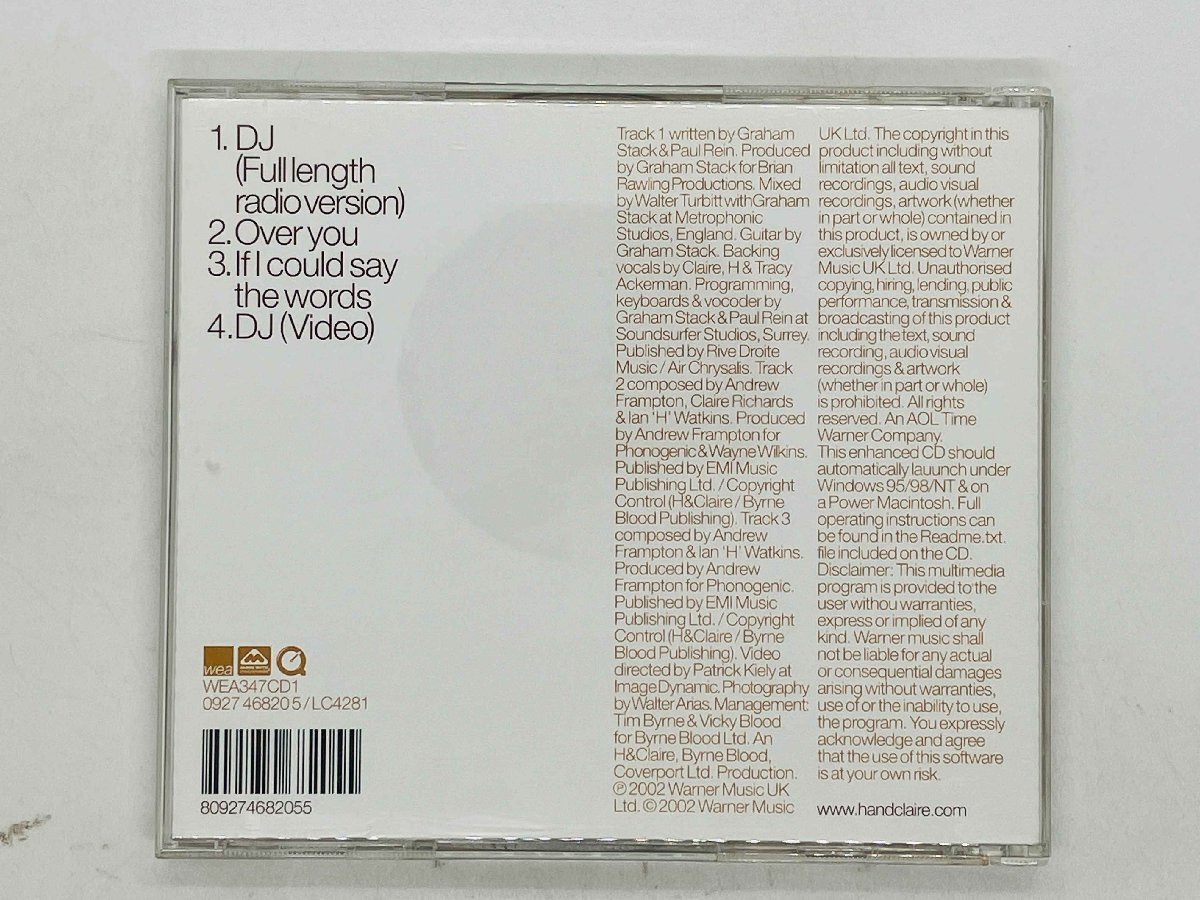 1. DJ
(Full length
radio version)
2. Over you
3. If I could say
the words
4. DJ (Video)
wea
WEA347CD1
0927 46820 5 / LC4281
809274682055
Track 1 written by Graham
Stack & Paul Rein. Produced
by Graham Stack for Brian
Rawling Productions. Mixed
by Walter Turbitt with Graham
Stack at Metrophonic
Studios, England. Guitar by
Graham Stack. Backing
vocals by Claire, H & Tracy
Ackerman. Programming,
keyboards & vocoder by
Graham Stack & Paul Rein at
Soundsurfer Studios, Surrey.
Published by Rive Droite
Music / Air Chrysalis. Track
2 composed by Andrew
Frampton, Claire Richards
& Ian 'H' Watkins. Produced
by Andrew Frampton for
Phonogenic & Wayne Wilkins.
Published by EMI Music
Publishing Ltd. / Copyright
Control (H&Claire / Byrne
Blood Publishing). Track 3
composed by Andrew
Frampton & Ian 'H' Watkins.
Produced by Andrew
Frampton for Phonogenic.
Published by EMI Music
Publishing Ltd. / Copyright
Control (H&Claire / Byrne
Blood Publishing). Video
directed by Patrick Kiely at
Image Dynamic. Photography
by Walter Arias. Management:
Tim Byrne & Vicky Blood
for Byrne Blood Ltd. An
H&Claire, Byrne Blood,
Coverport Ltd. Production.
℗ 2002 Warner Music UK
Ltd. © 2002 Warner Music
UK Ltd. The copyright in this
product including without
limitation all text, sound
recordings, audio visual
recordings, artwork (whether
in part or whole) contained in
this product, is owned by or
exclusively licensed to Warner
Music UK Ltd. Unauthorised
copying, hiring, lending, public
performance, transmission &
broadcasting of this product
including the text, sound
recording, audio visual
recordings & artwork
(whether in part or whole)
is prohibited. All rights
reserved. An AOL Time
Warner Company.
This enhanced CD should
automatically lauunch under
Windows 95/98/NT & on
a Power Macintosh. Full
operating instructions can
be found in the Readme.txt.
file included on the CD.
Disclaimer: This multimedia
program is provided to the
user withou warranties,
express or implied of any
kind. Warner music shall
not be liable for any actual
or consequential damages
arising without warranties,
use of or the inability to use,
the program. You expressly
acknowledge and agree
that the use of this software
is at your own risk.
www.handclaire.com